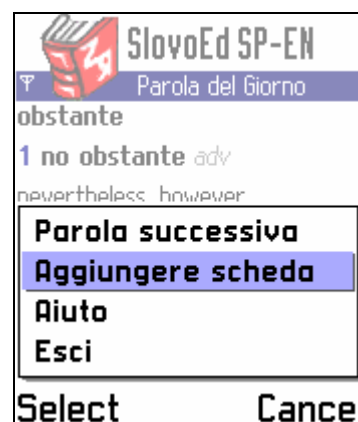 SlovoEd SP-EN
Parola del Giorno
obstante
1 no obstante adv
nevertheless, however
Parola successiva
Aggiungere scheda
Aiuto
Esci
Select Cance